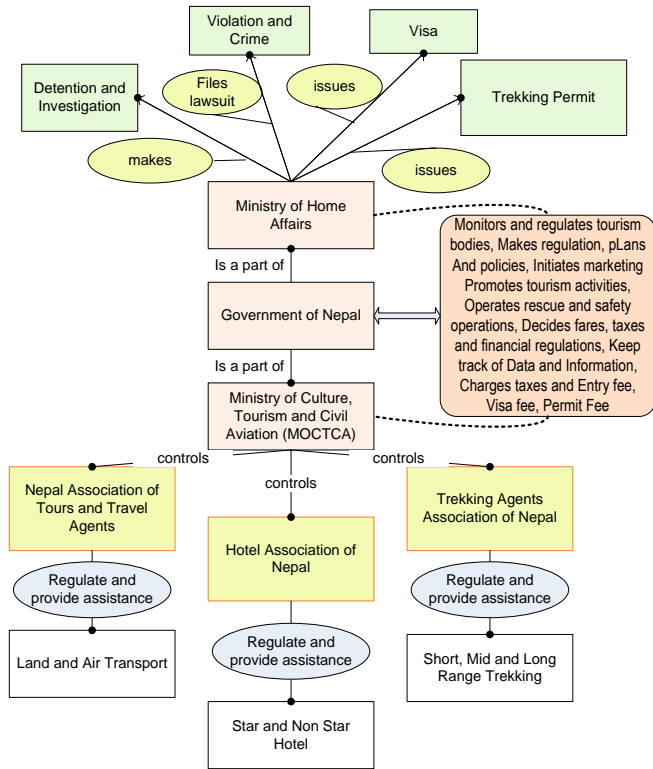 Violation and
Crime
Visa
Detention and
Investigation
Files
lawsuit
issues
Trekking Permit
makes
issues
Ministry of Home
Affairs
Is a part of
Government of Nepal
Is a part of
Ministry of Culture,
Tourism and Civil
Aviation (MOCTCA)
Monitors and regulates tourism
bodies, Makes regulation, pLans
And policies, Initiates marketing
Promotes tourism activities,
Operates rescue and safety
operations, Decides fares, taxes
and financial regulations, Keep
track of Data and Information,
Charges taxes and Entry fee,
Visa fee, Permit Fee
controls
controls
controls
Nepal Association of
Tours and Travel
Agents
Hotel Association of
Nepal
Trekking Agents
Association of Nepal
Regulate and
provide assistance
Regulate and
provide assistance
Regulate and
provide assistance
Land and Air Transport
Star and Non Star
Hotel
Short, Mid and Long
Range Trekking